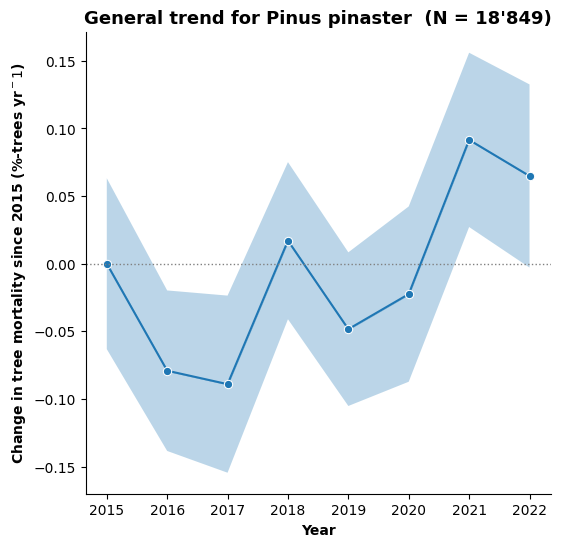 General trend for Pinus pinaster (N = 18'849)
Change in tree mortality since 2015 (%-trees yr⁻1)
0.15
0.10
0.05
0.00
−0.05
−0.10
−0.15
2015 2016 2017 2018 2019 2020 2021 2022
Year